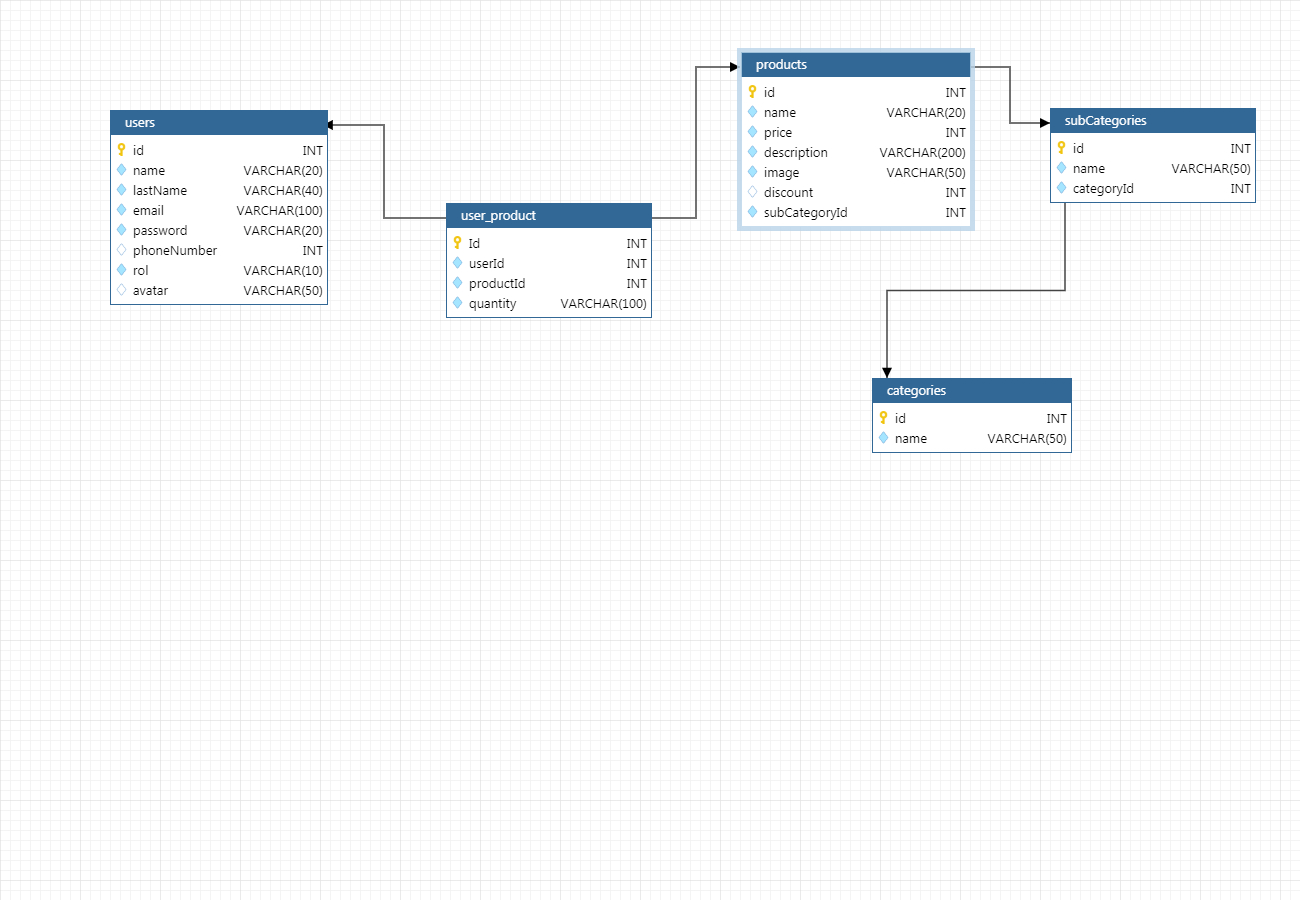 users
id INT
name VARCHAR(20)
lastName VARCHAR(40)
email VARCHAR(100)
password VARCHAR(20)
phoneNumber INT
rol VARCHAR(10)
avatar VARCHAR(50)
user_product
Id INT
userId INT
productId INT
quantity VARCHAR(100)
products
id INT
name VARCHAR(20)
price INT
description VARCHAR(200)
image VARCHAR(50)
discount INT
subCategoryId INT
subCategories
id INT
name VARCHAR(50)
categoryId INT
categories
id INT
name VARCHAR(50)